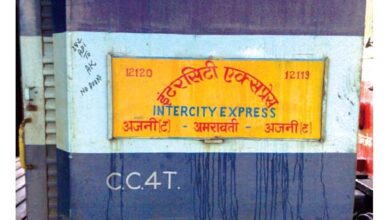 12120 इंटरसिटी एक्सप्रेस 12119
INTERCITY EXPRESS
अजनी(ट) - अमरावती - अजनी(ट)
C.C.4T.